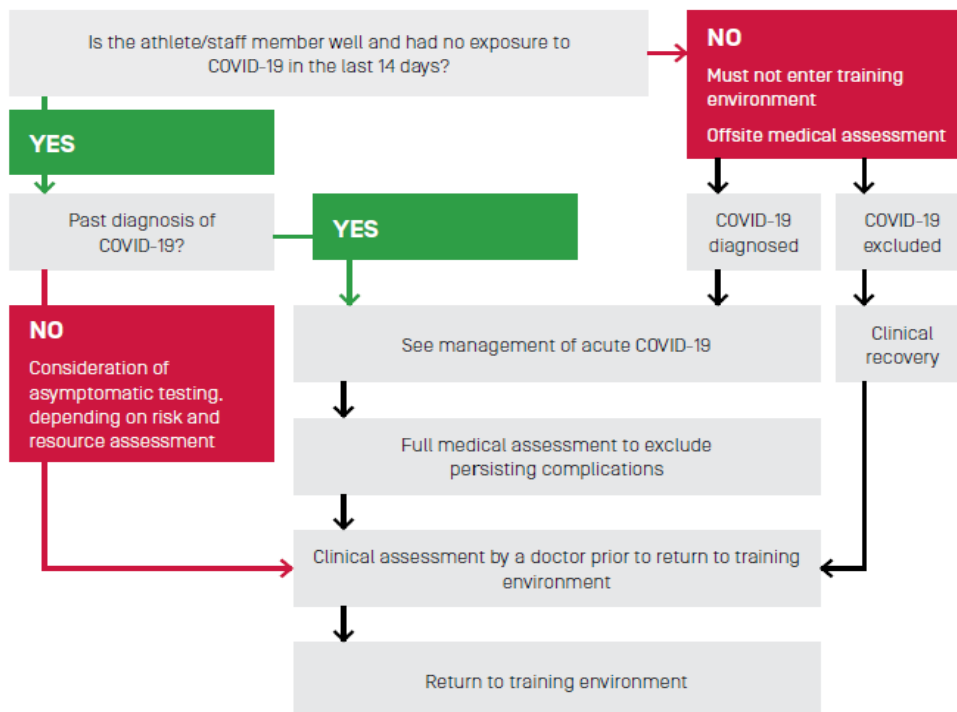 Is the athlete/staff member well and had no exposure to
COVID-19 in the last 14 days?
NO
Must not enter training
environment
Offsite medical assessment
YES
Past diagnosis of
COVID-19?
YES
COVID-19
diagnosed
COVID-19
excluded
NO
Consideration of
asymptomatic testing,
depending on risk and
resource assessment
See management of acute COVID-19
Clinical
recovery
Full medical assessment to exclude
persisting complications
Clinical assessment by a doctor prior to return to training
environment
Return to training environment